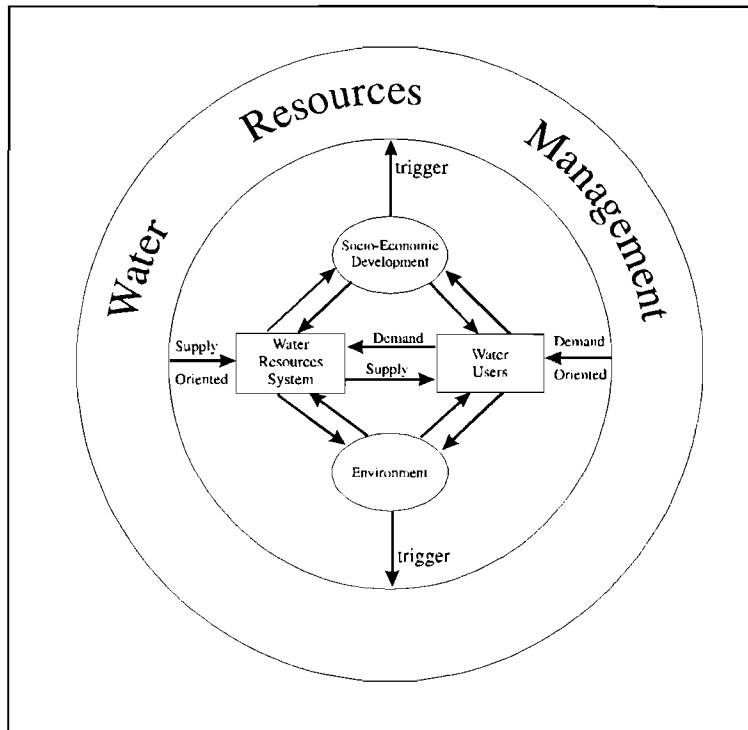 Water Resources Management
trigger
Socio-Economic
Development
Supply
Oriented
Water
Resources
System
Demand
Supply
Water
Users
Demand
Oriented
Environment
trigger